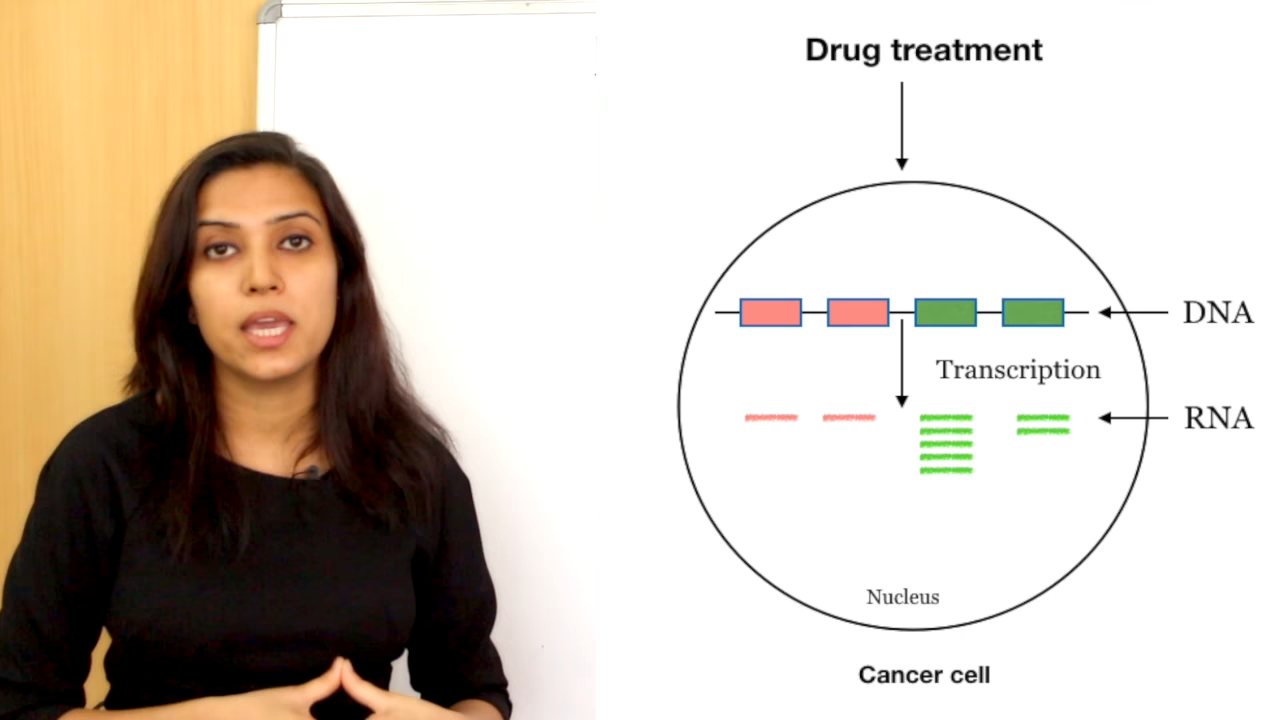 Drug treatment
DNA
Transcription
RNA
Nucleus
Cancer cell